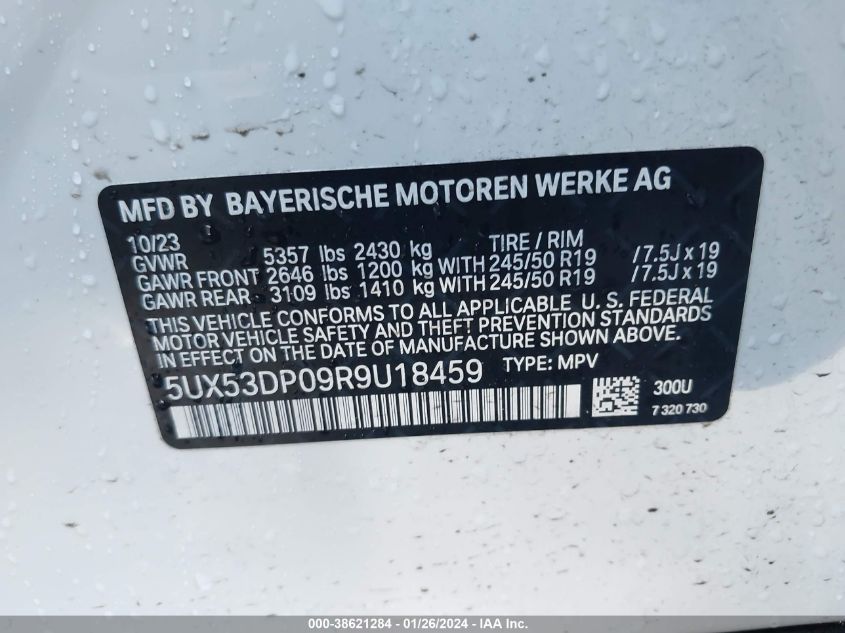 MFD BY BAYERISCHE MOTOREN WERKE AG
10/23 TIRE / RIM
GVWR 5357 lbs 2430 kg
GAWR FRONT 2646 lbs 1200 kg WITH 245/50 R19 /7.5J x 19
GAWR REAR 3109 lbs 1410 kg WITH 245/50 R19 /7.5J x 19
THIS VEHICLE CONFORMS TO ALL APPLICABLE U. S. FEDERAL
MOTOR VEHICLE SAFETY AND THEFT PREVENTION STANDARDS
IN EFFECT ON THE DATE OF MANUFACTURE SHOWN ABOVE.
5UX53DP09R9U18459 TYPE: MPV
300U
7 320 730
000-38621284 - 01/26/2024 - IAA Inc.